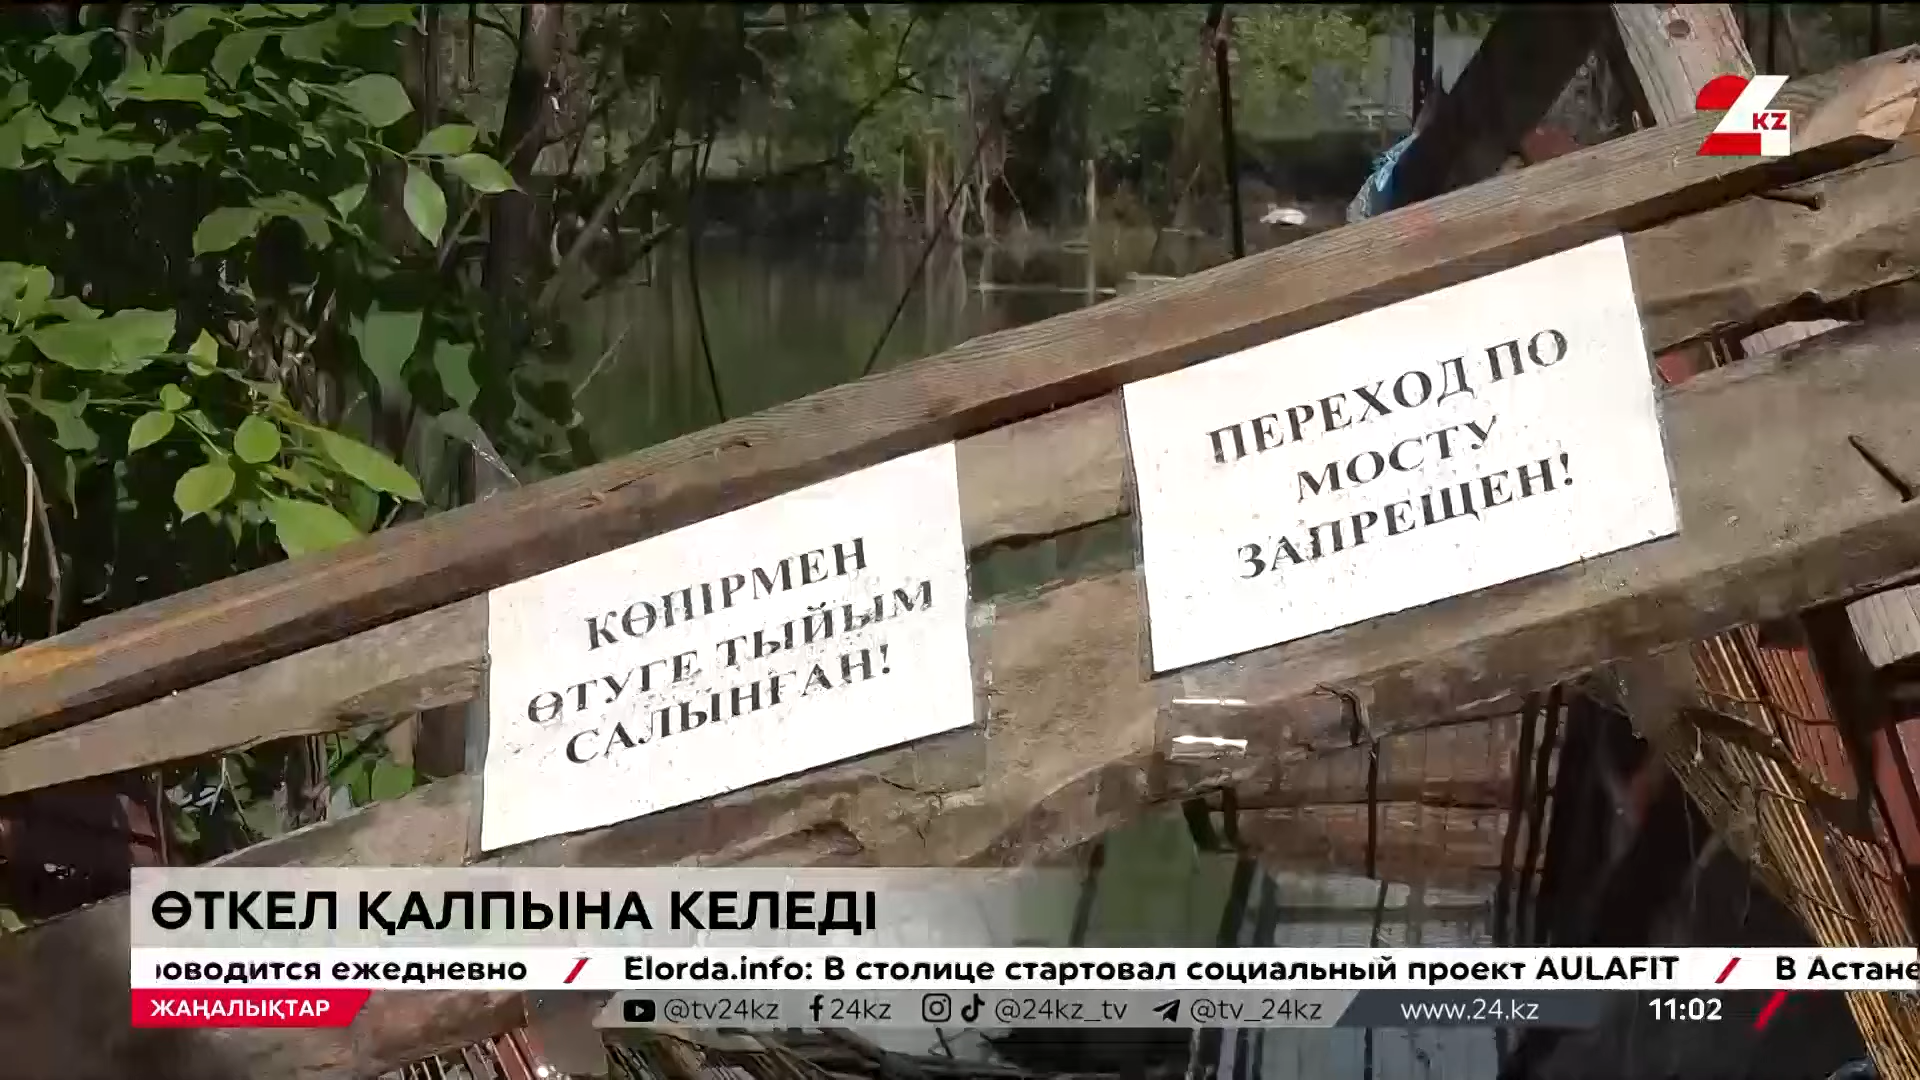 24 KZ
ПЕРЕХОД ПО
МОСТУ
ЗАПРЕЩЕН!
КӨПІРМЕН
ӨТУГЕ ТЫЙЫМ
САЛЫНҒАН!
ӨТКЕЛ ҚАЛПЫНА КЕЛЕДІ
ежедневно / Elorda.info: В столице стартовал социальный проект AULAFIT / В Астане
ЖАҢАЛЫҚТАР @tv24kz 24kz @24kz_tv @tv_24kz www.24.kz 11:02